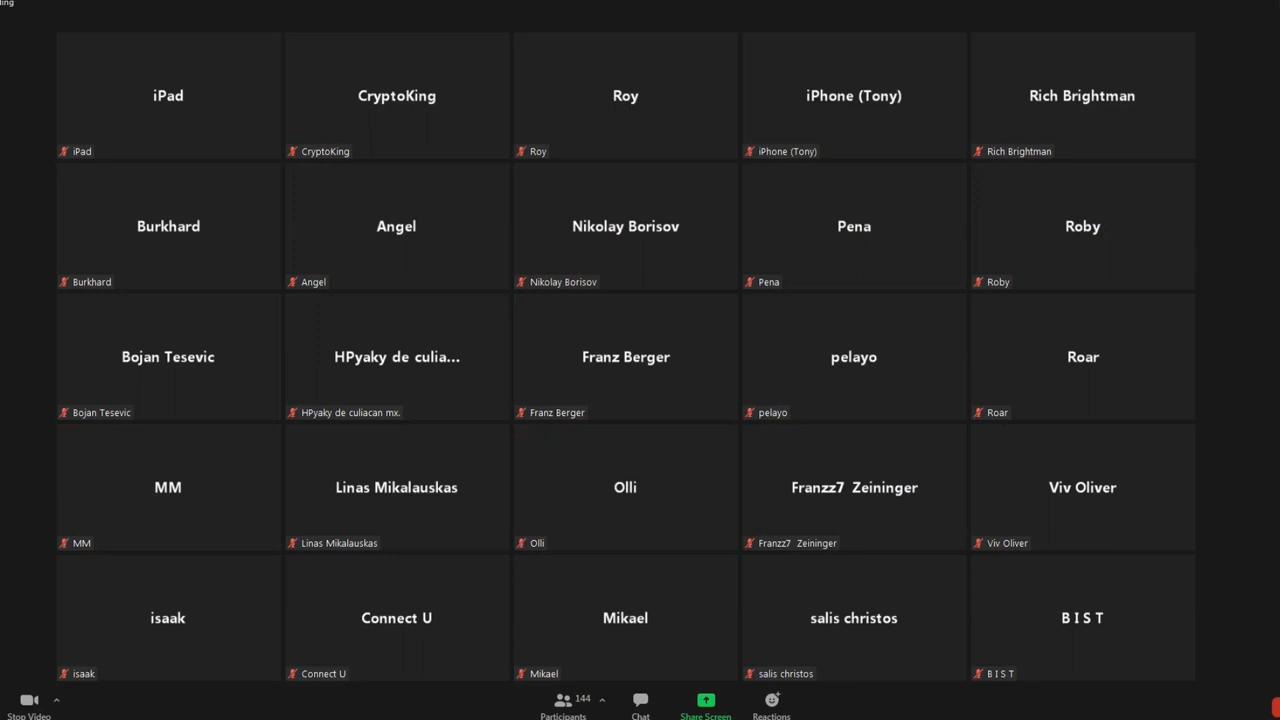 ing
iPad
iPad
CryptoKing
CryptoKing
Roy
Roy
iPhone (Tony)
iPhone (Tony)
Rich Brightman
Rich Brightman
Burkhard
Burkhard
Angel
Angel
Nikolay Borisov
Nikolay Borisov
Pena
Pena
Roby
Roby
Bojan Tesevic
Bojan Tesevic
HPyaky de culia...
HPyaky de culiacan mx.
Franz Berger
Franz Berger
pelayo
pelayo
Roar
Roar
MM
MM
Linas Mikalauskas
Linas Mikalauskas
Olli
Olli
Franzz7 Zeininger
Franzz7 Zeininger
Viv Oliver
Viv Oliver
isaak
isaak
Connect U
Connect U
Mikael
Mikael
salis christos
salis christos
B I S T
B I S T
Stop Video
144
Participants
Chat
Share Screen
Reactions